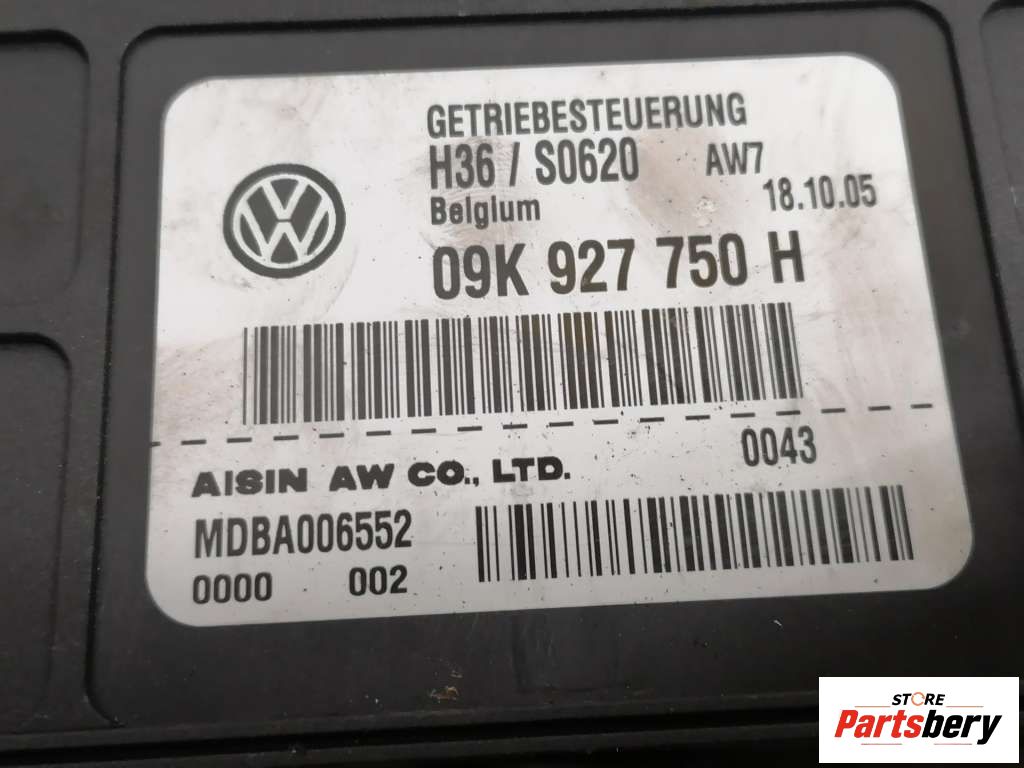 GETRIEBESTEUERUNG
H36 / S0620 AW7
Belgium 18.10.05
09K 927 750 H
0043
AISIN AW CO., LTD.
MDBA006552
0000 002
STORE
Partsbery